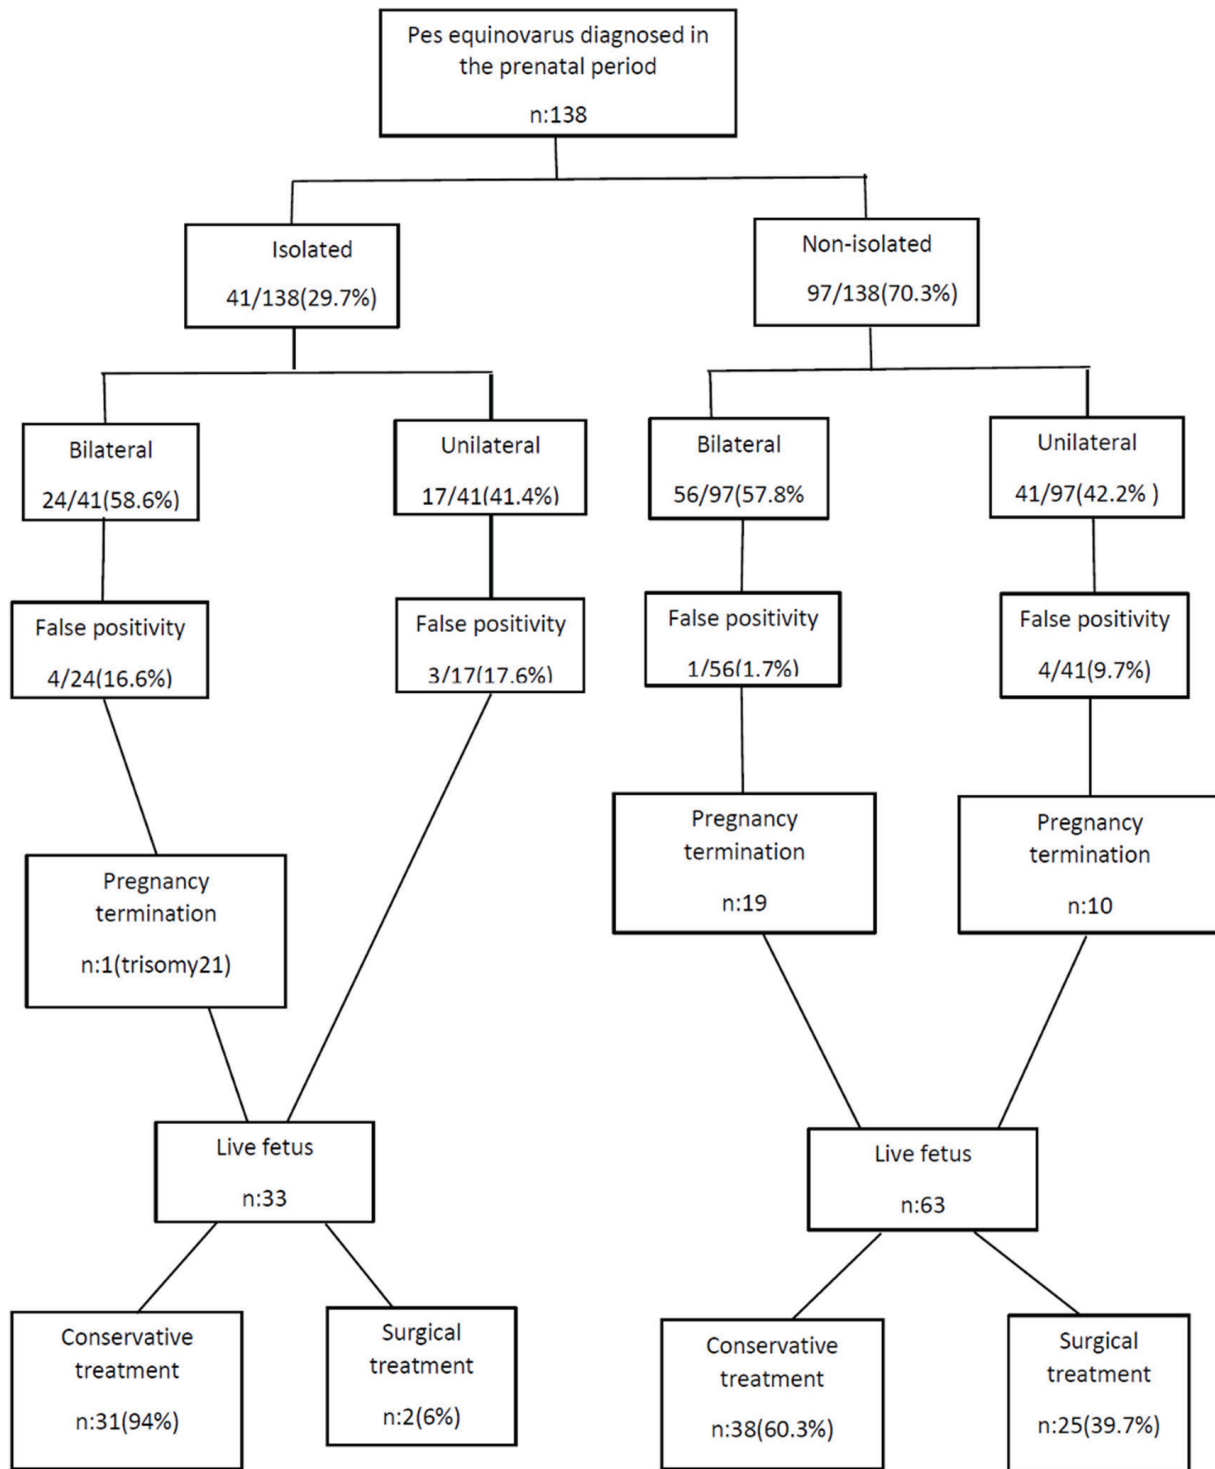 Pes equinovarus diagnosed in
the prenatal period
n:138
Isolated
41/138(29.7%)
Non-isolated
97/138(70.3%)
Bilateral
24/41(58.6%)
Unilateral
17/41(41.4%)
Bilateral
56/97(57.8%
Unilateral
41/97(42.2% )
False positivity
4/24(16.6%)
False positivity
3/17(17.6%)
False positivity
1/56(1.7%)
False positivity
4/41(9.7%)
Pregnancy
termination
n:1(trisomy21)
Pregnancy
termination
n:19
Pregnancy
termination
n:10
Live fetus
n:33
Live fetus
n:63
Conservative
treatment
n:31(94%)
Surgical
treatment
n:2(6%)
Conservative
treatment
n:38(60.3%)
Surgical
treatment
n:25(39.7%)